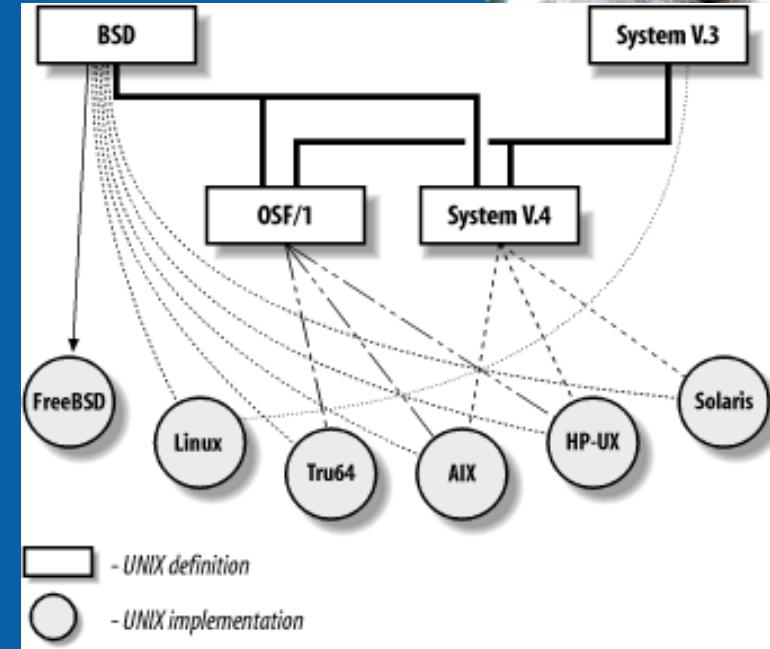 BSD
System V.3
OSF/1
System V.4
FreeBSD
Linux
Tru64
AIX
HP-UX
Solaris
- UNIX definition
- UNIX implementation